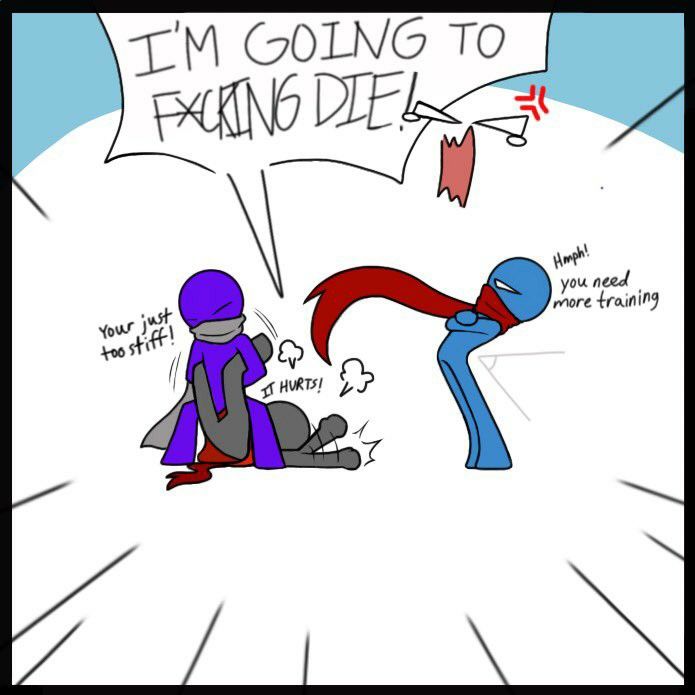 I'M GOING TO
F*CKING DIE!
Your just
too stiff!
IT HURTS!
Hmph!
you need
more training